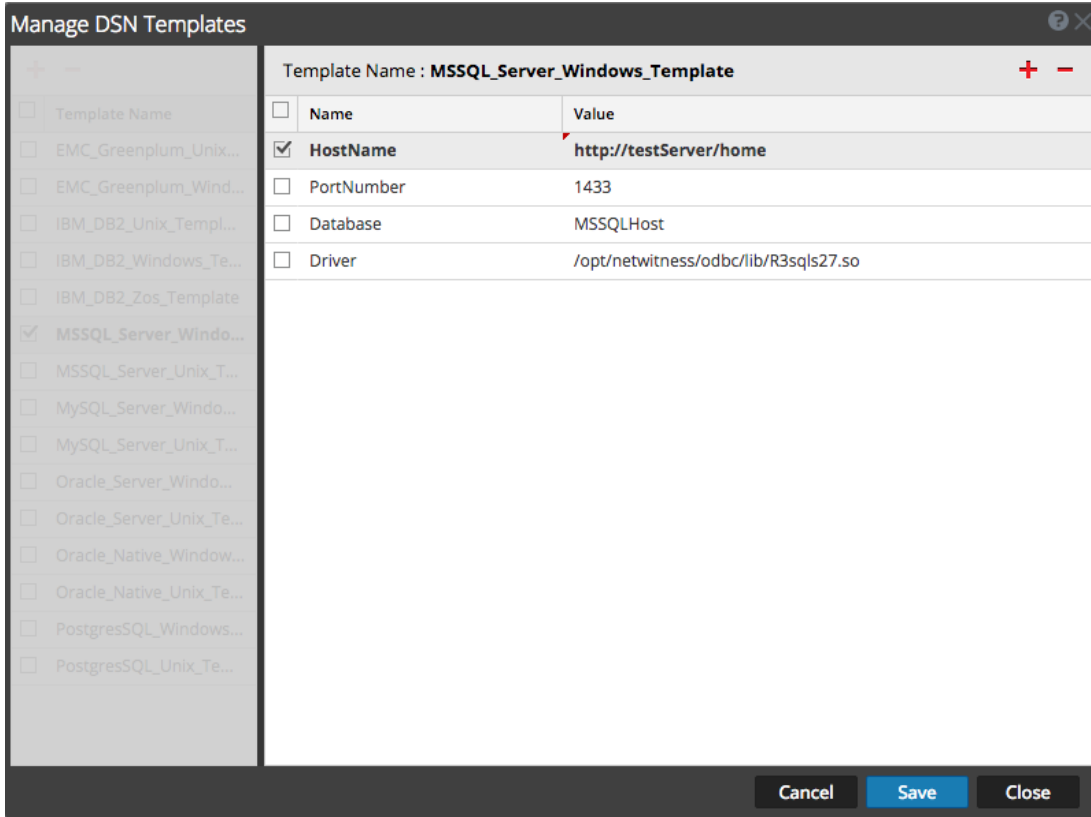 Manage DSN Templates
Template Name : MSSQL_Server_Windows_Template
Template Name
EMC_Greenplum_Unix...
EMC_Greenplum_Wind...
IBM_DB2_Unix_Templ...
IBM_DB2_Windows_Te...
IBM_DB2_Zos_Template
MSSQL_Server_Windo...
MSSQL_Server_Unix_T...
MySQL_Server_Windo...
MySQL_Server_Unix_T...
Oracle_Server_Windo...
Oracle_Server_Unix_Te...
Oracle_Native_Window...
Oracle_Native_Unix_Te...
PostgresSQL_Windows...
PostgresSQL_Unix_Te...
Name Value
HostName http://testServer/home
PortNumber 1433
Database MSSQLHost
Driver /opt/netwitness/odbc/lib/R3sqls27.so
Cancel Save Close